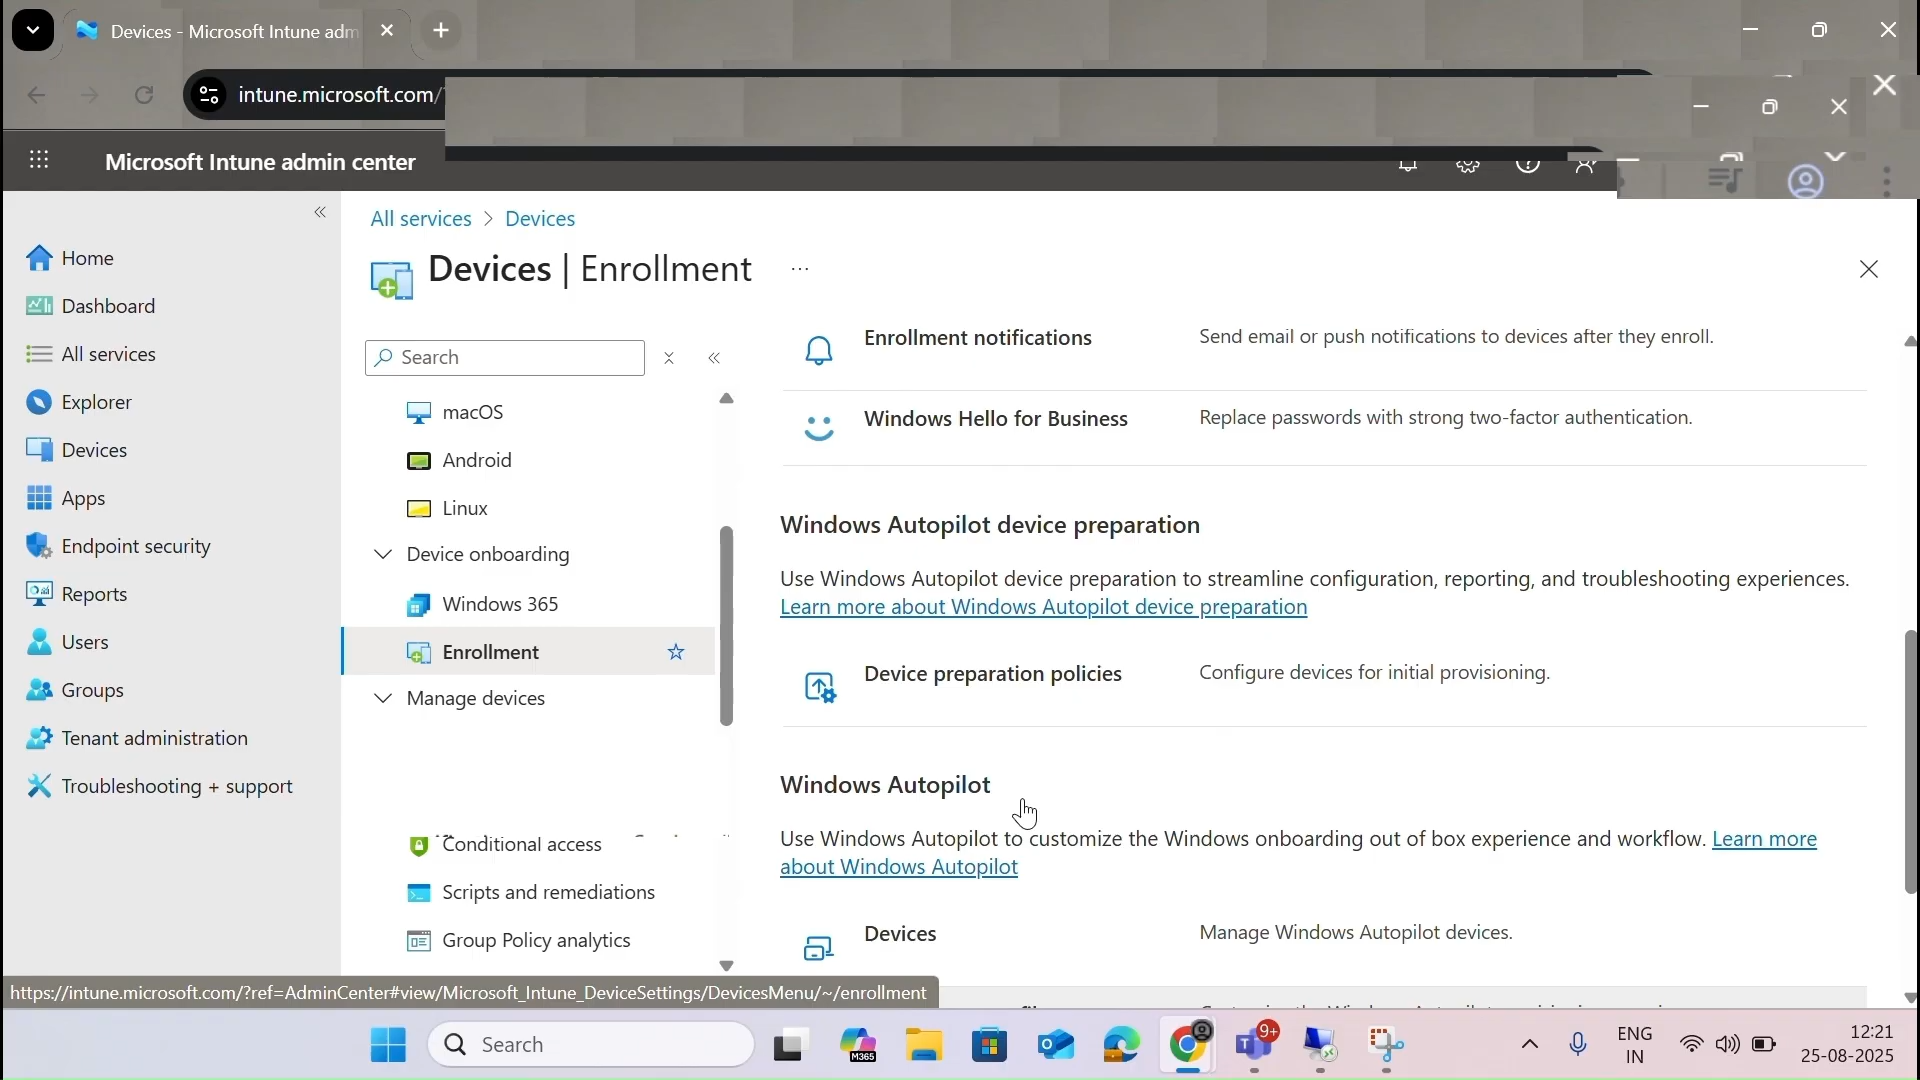 Devices - Microsoft Intune adm
intune.microsoft.com/
Microsoft Intune admin center
Home
Dashboard
All services
Explorer
Devices
Apps
Endpoint security
Reports
Users
Groups
Tenant administration
Troubleshooting + support
All services > Devices
Devices | Enrollment ...
Search
macOS
Android
Linux
Device onboarding
Windows 365
Enrollment
Manage devices
Conditional access
Scripts and remediations
Group Policy analytics
Enrollment notifications Send email or push notifications to devices after they enroll.
Windows Hello for Business Replace passwords with strong two-factor authentication.
Windows Autopilot device preparation
Use Windows Autopilot device preparation to streamline configuration, reporting, and troubleshooting experiences.
Learn more about Windows Autopilot device preparation
Device preparation policies Configure devices for initial provisioning.
Windows Autopilot
Use Windows Autopilot to customize the Windows onboarding out of box experience and workflow. Learn more
about Windows Autopilot
Devices Manage Windows Autopilot devices.
https://intune.microsoft.com/?ref=AdminCenter#view/Microsoft_Intune_DeviceSettings/DevicesMenu/~/enrollment
Search
M365
9+
ENG
IN
12:21
25-08-2025